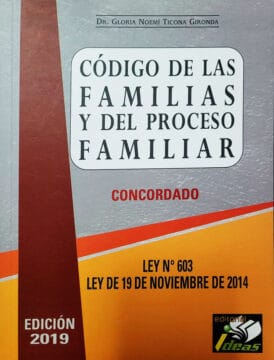 DR. GLORIA NOEMÍ TICONA GIRONDA
CÓDIGO DE LAS
FAMILIAS
Y DEL PROCESO
FAMILIAR
CONCORDADO
LEY N° 603
LEY DE 19 DE NOVIEMBRE DE 2014
EDICIÓN
2019
editorial
ideas